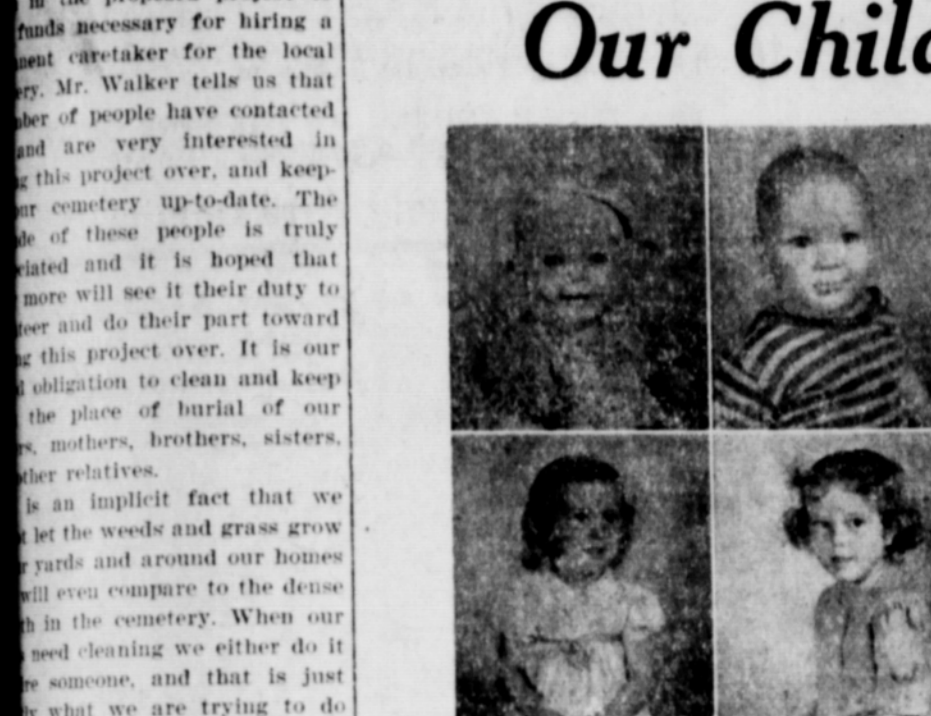 funds necessary for hiring a
caretaker for the local
Mr. Walker tells us that
of people have contacted
and are very interested in
this project over, and keep-
cemetery up-to-date. The
of these people is truly
and it is hoped that
more will see it their duty to
and do their part toward
this project over. It is our
obligation to clean and keep
the place of burial of our
mothers, brothers, sisters,
relatives.
is an implicit fact that we
let the weeds and grass grow
yards and around our homes
will even compare to the dense
in the cemetery. When our
need cleaning we either do it
someone, and that is just
what we are trying to do
Our Chil